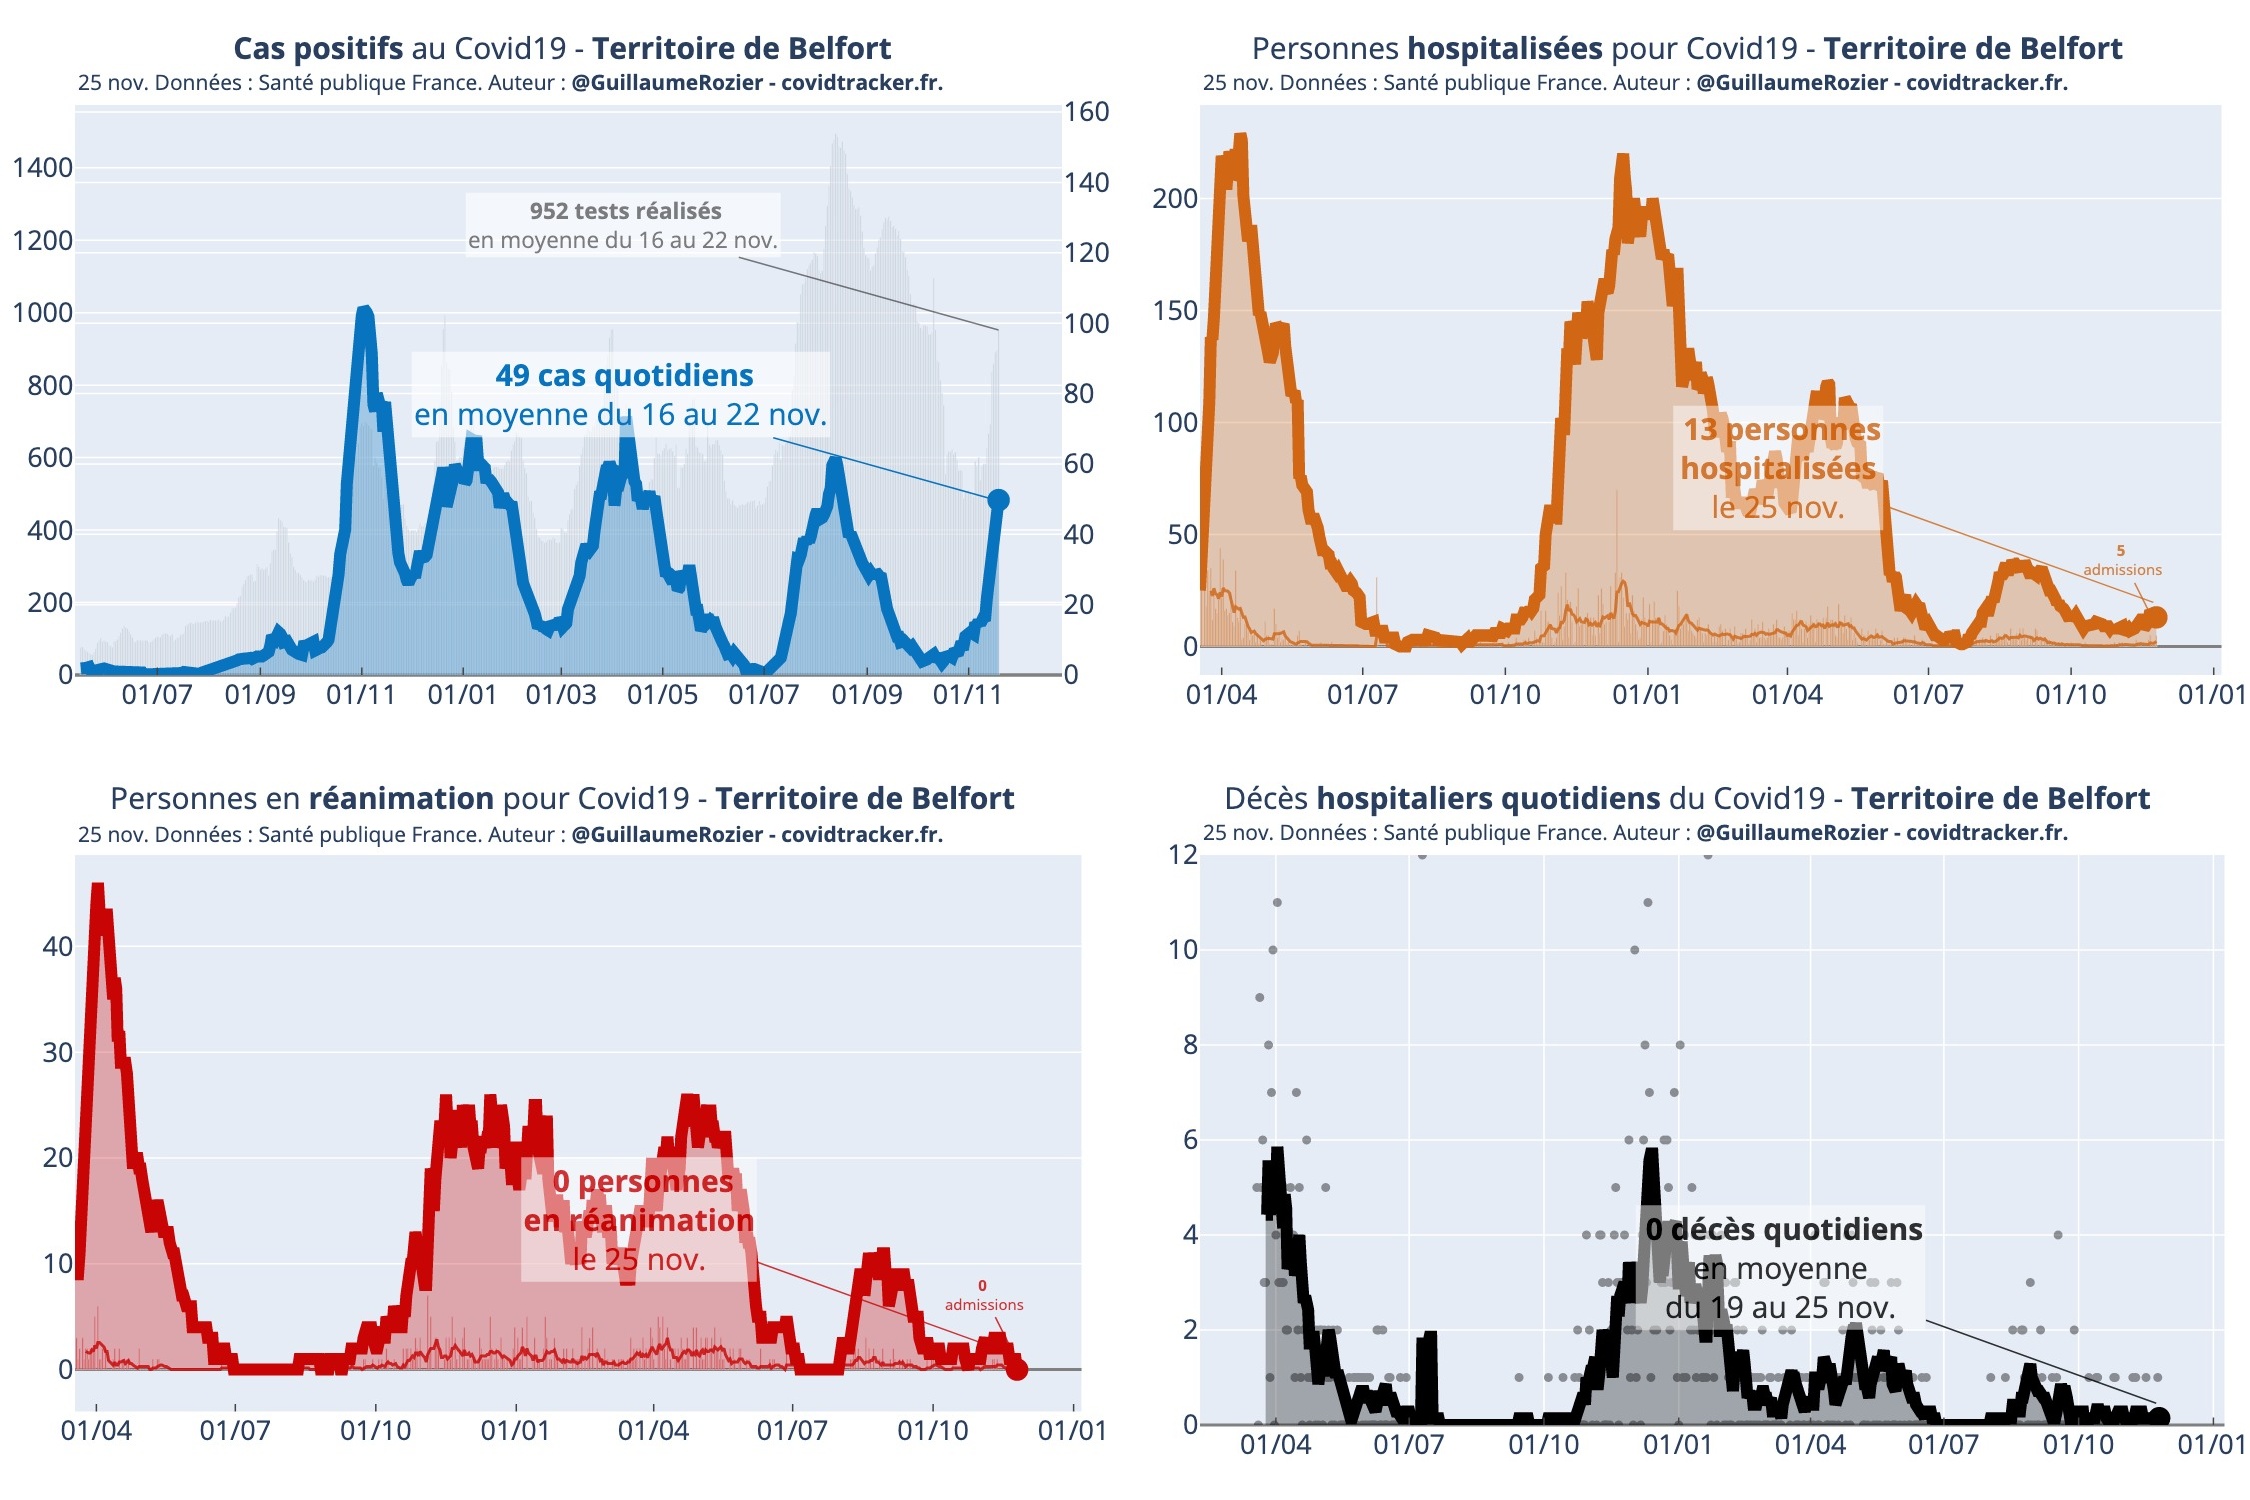 Cas positifs au Covid19 - Territoire de Belfort
25 nov. Données : Santé publique France. Auteur : @GuillaumeRozier - covidtracker.fr.
160
1400
140
952 tests réalisés
en moyenne du 16 au 22 nov.
1200
120
1000
100
49 cas quotidiens
en moyenne du 16 au 22 nov.
800
80
600
60
400
40
200
20
0
0
01/07 01/09 01/11 01/01 01/03 01/05 01/07 01/09 01/11
Personnes hospitalisées pour Covid19 - Territoire de Belfort
25 nov. Données : Santé publique France. Auteur : @GuillaumeRozier - covidtracker.fr.
200
150
100
13 personnes
hospitalisées
le 25 nov.
50
5
admissions
0
01/04 01/07 01/10 01/01 01/04 01/07 01/10 01/01
Personnes en réanimation pour Covid19 - Territoire de Belfort
25 nov. Données : Santé publique France. Auteur : @GuillaumeRozier - covidtracker.fr.
40
30
20
0 personnes
en réanimation
le 25 nov.
10
0
admissions
0
01/04 01/07 01/10 01/01 01/04 01/07 01/10 01/01
Décès hospitaliers quotidiens du Covid19 - Territoire de Belfort
25 nov. Données : Santé publique France. Auteur : @GuillaumeRozier - covidtracker.fr.
12
10
8
6
4
0 décès quotidiens
en moyenne
du 19 au 25 nov.
2
0
01/04 01/07 01/10 01/01 01/04 01/07 01/10 01/01